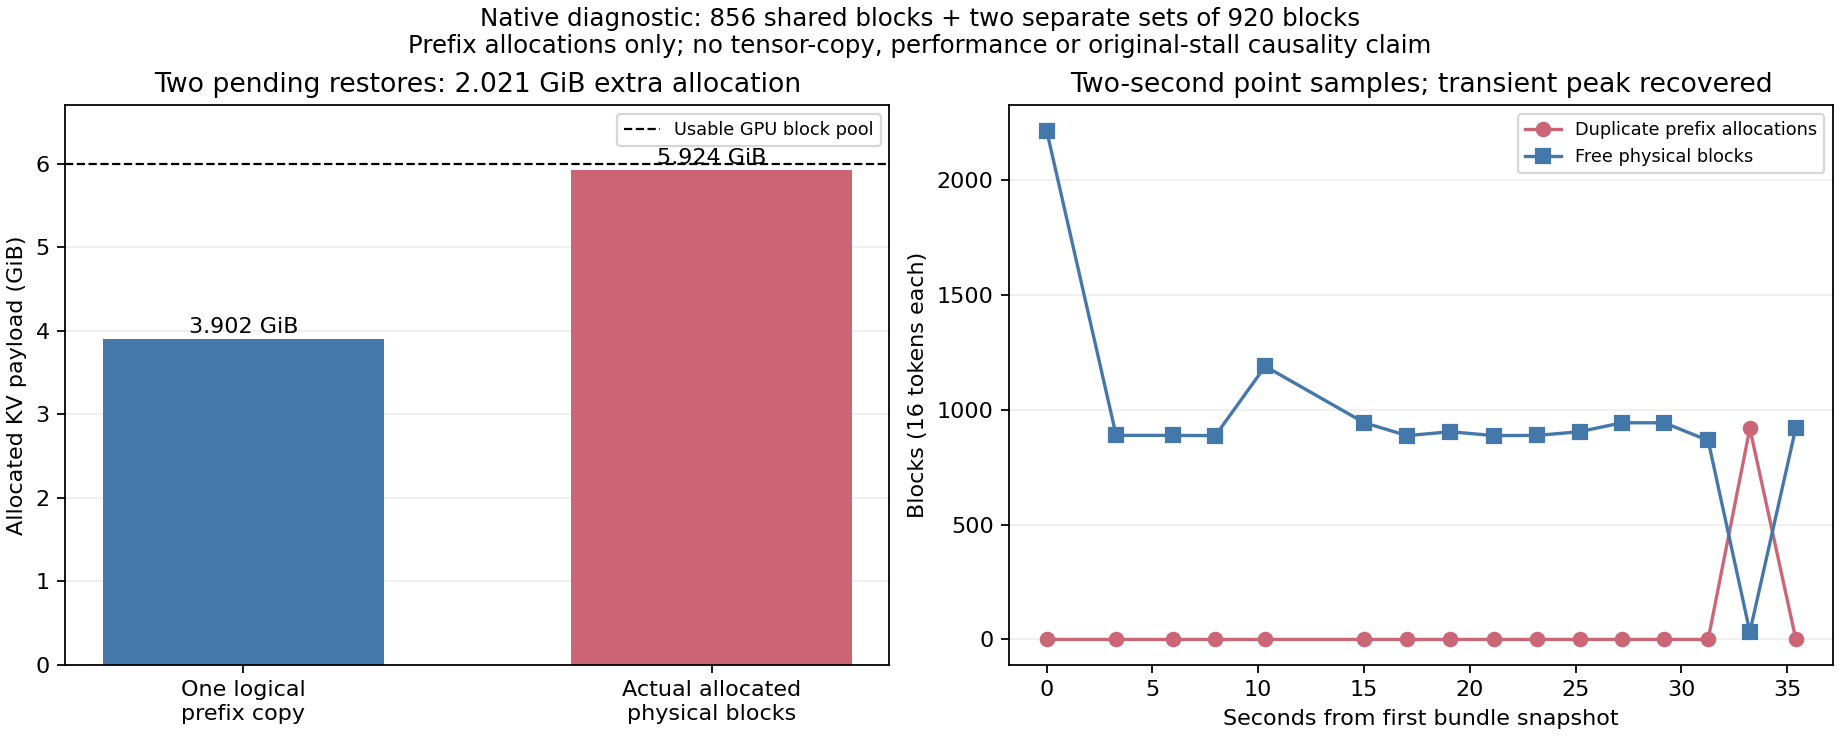 Native diagnostic: 856 shared blocks + two separate sets of 920 blocks
Prefix allocations only; no tensor-copy, performance or original-stall causality claim
Two pending restores: 2.021 GiB extra allocation
Allocated KV payload (GiB)
6
5
4
3
2
1
0
Usable GPU block pool
5.924 GiB
3.902 GiB
One logical
prefix copy
Actual allocated
physical blocks
Two-second point samples; transient peak recovered
Blocks (16 tokens each)
2000
1500
1000
500
0
Duplicate prefix allocations
Free physical blocks
0 5 10 15 20 25 30 35
Seconds from first bundle snapshot